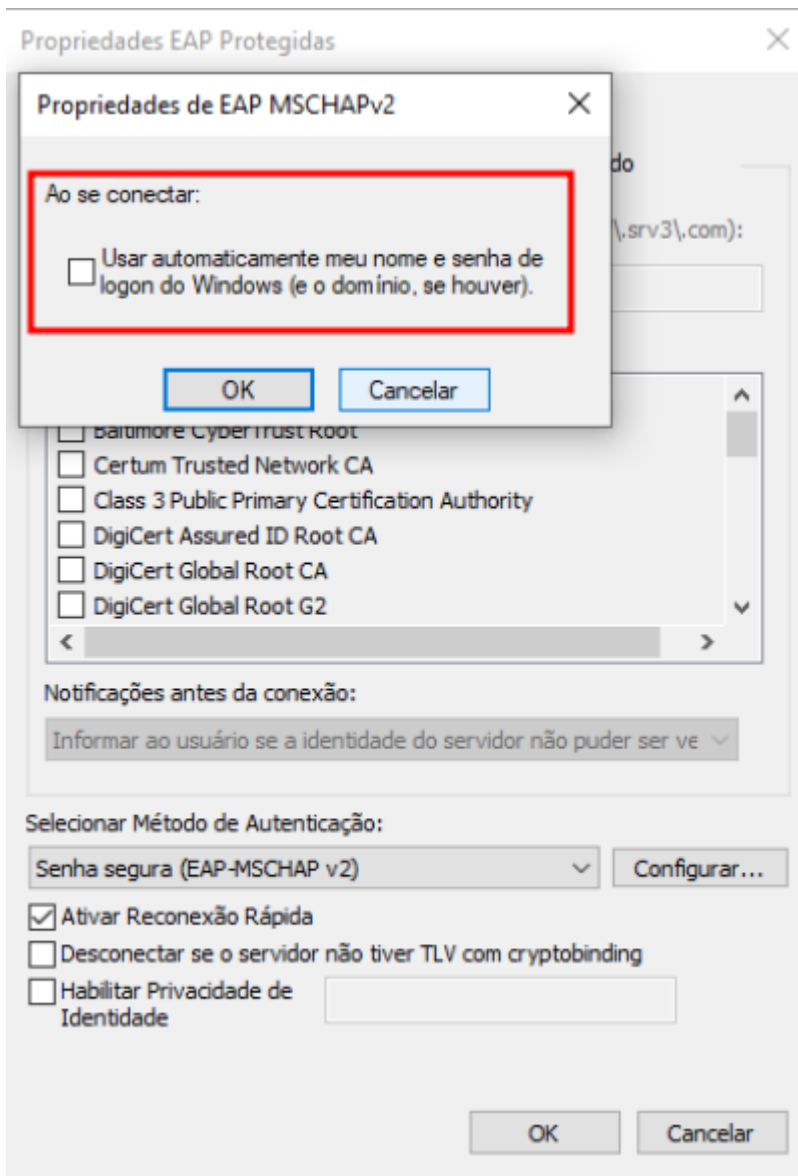 Propriedades EAP Protegidas
Propriedades de EAP MSCHAPv2
do
Ao se conectar:
\.srv3\.com):
Usar automaticamente meu nome e senha de
logon do Windows (e o domínio, se houver).
OK
Cancelar
Baltimore CyberTrust Root
Certum Trusted Network CA
Class 3 Public Primary Certification Authority
DigiCert Assured ID Root CA
DigiCert Global Root CA
DigiCert Global Root G2
Notificações antes da conexão:
Informar ao usuário se a identidade do servidor não puder ser ve
Selecionar Método de Autenticação:
Senha segura (EAP-MSCHAP v2)
Configurar...
Ativar Reconexão Rápida
Desconectar se o servidor não tiver TLV com cryptobinding
Habilitar Privacidade de
Identidade
OK
Cancelar